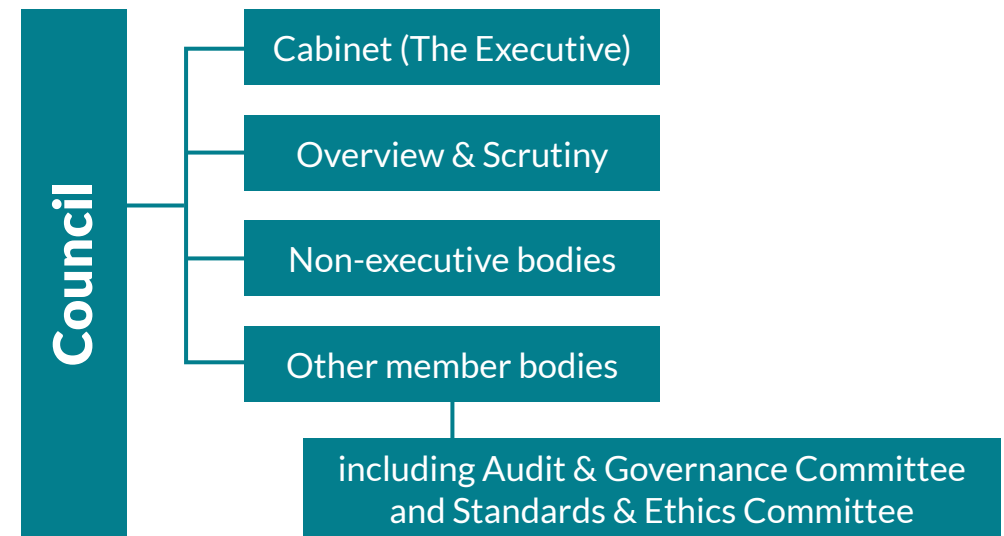 Council
Cabinet (The Executive)
Overview & Scrutiny
Non-executive bodies
Other member bodies
including Audit & Governance Committee
and Standards & Ethics Committee